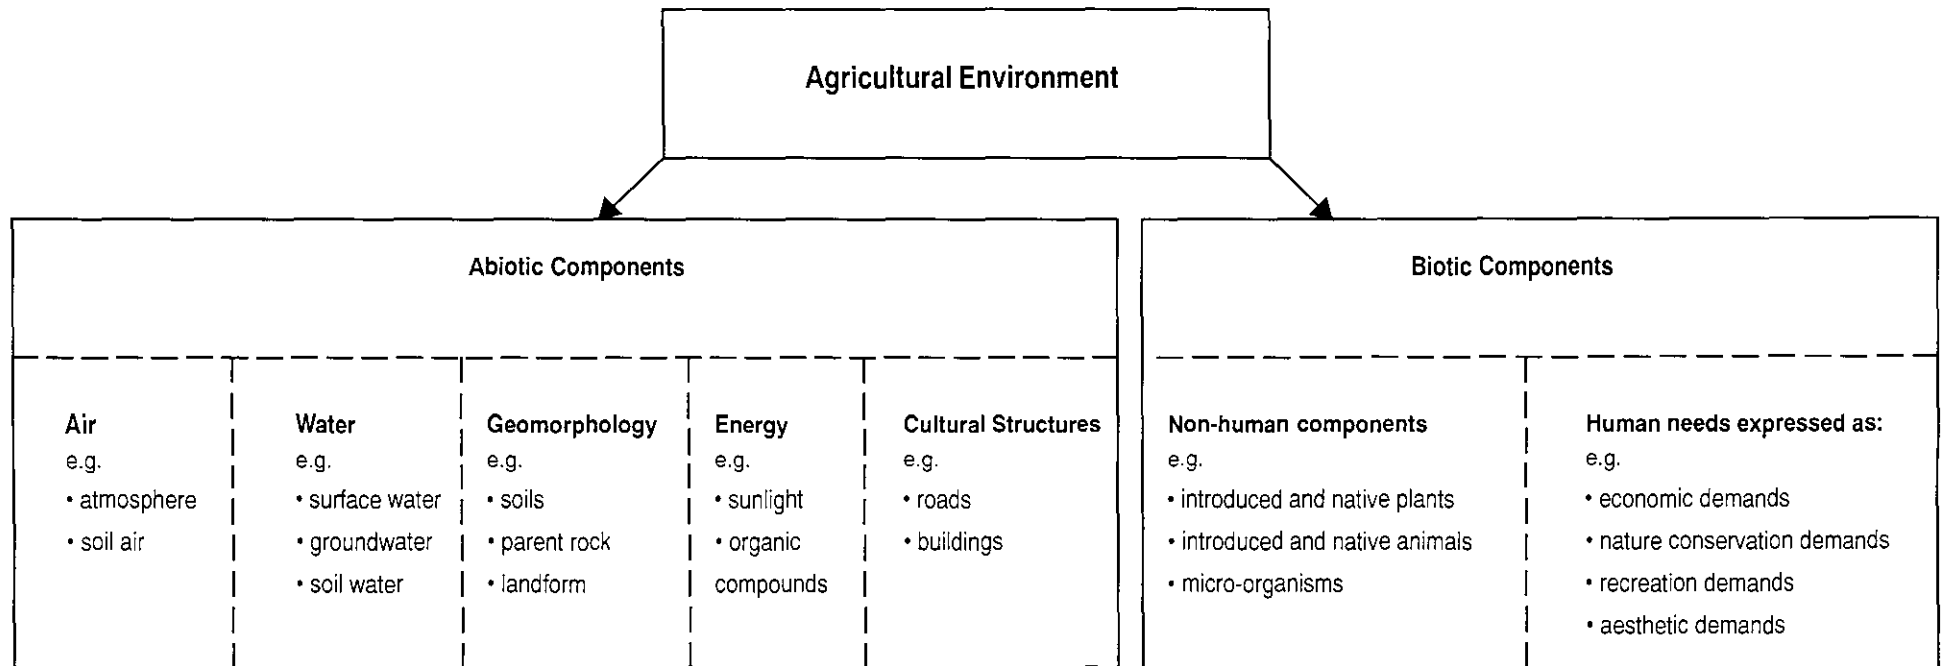 Agricultural Environment
Abiotic Components
Biotic Components
Air
e.g.
• atmosphere
• soil air
Water
e.g.
• surface water
• groundwater
• soil water
Geomorphology
e.g.
• soils
• parent rock
• landform
Energy
e.g.
• sunlight
• organic
compounds
Cultural Structures
e.g.
• roads
• buildings
Non-human components
e.g.
• introduced and native plants
• introduced and native animals
• micro-organisms
Human needs expressed as:
e.g.
• economic demands
• nature conservation demands
• recreation demands
• aesthetic demands